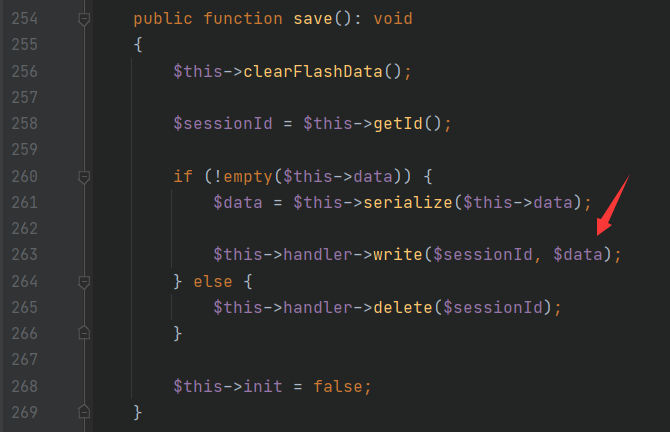 254 public function save(): void
255 {
256 $this->clearFlashData();
257
258 $sessionId = $this->getId();
259
260 if (!empty($this->data)) {
261 $data = $this->serialize($this->data);
262
263 $this->handler->write($sessionId, $data);
264 } else {
265 $this->handler->delete($sessionId);
266 }
267
268 $this->init = false;
269 }